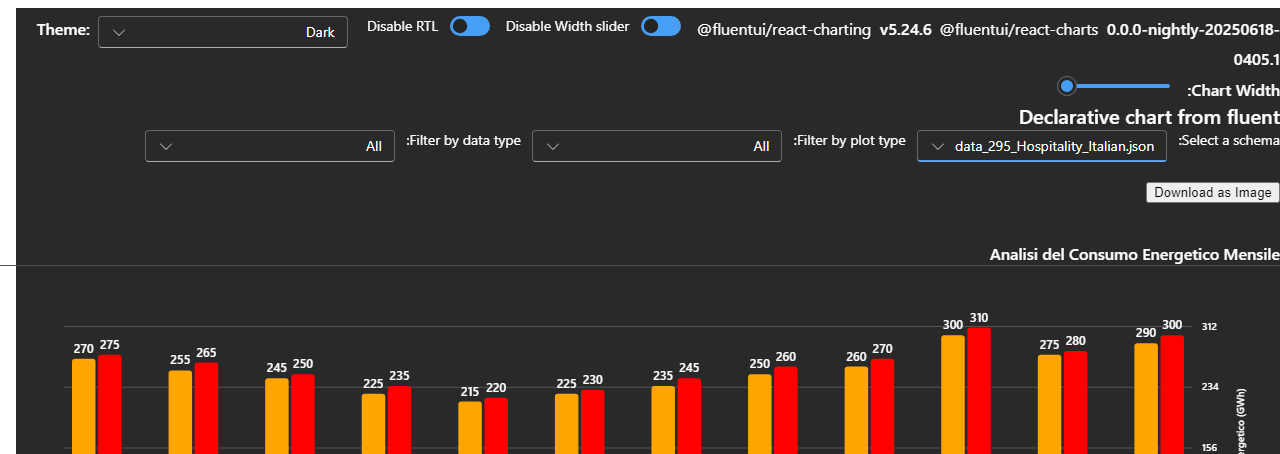 Theme: Dark Disable RTL Disable Width slider @fluentui/react-charting v5.24.6 @fluentui/react-charts 0.0.0-nightly-20250618-
0405.1
:Chart Width
Declarative chart from fluent
All :Filter by data type All :Filter by plot type data_295_Hospitality_Italian.json :Select a schema
Download as Image
Analisi del Consumo Energetico Mensile
270 275 255 265 245 250 225 235 215 220 225 230 235 245 250 260 260 270 300 310 275 280 290 300
312
234
156
(GWh)